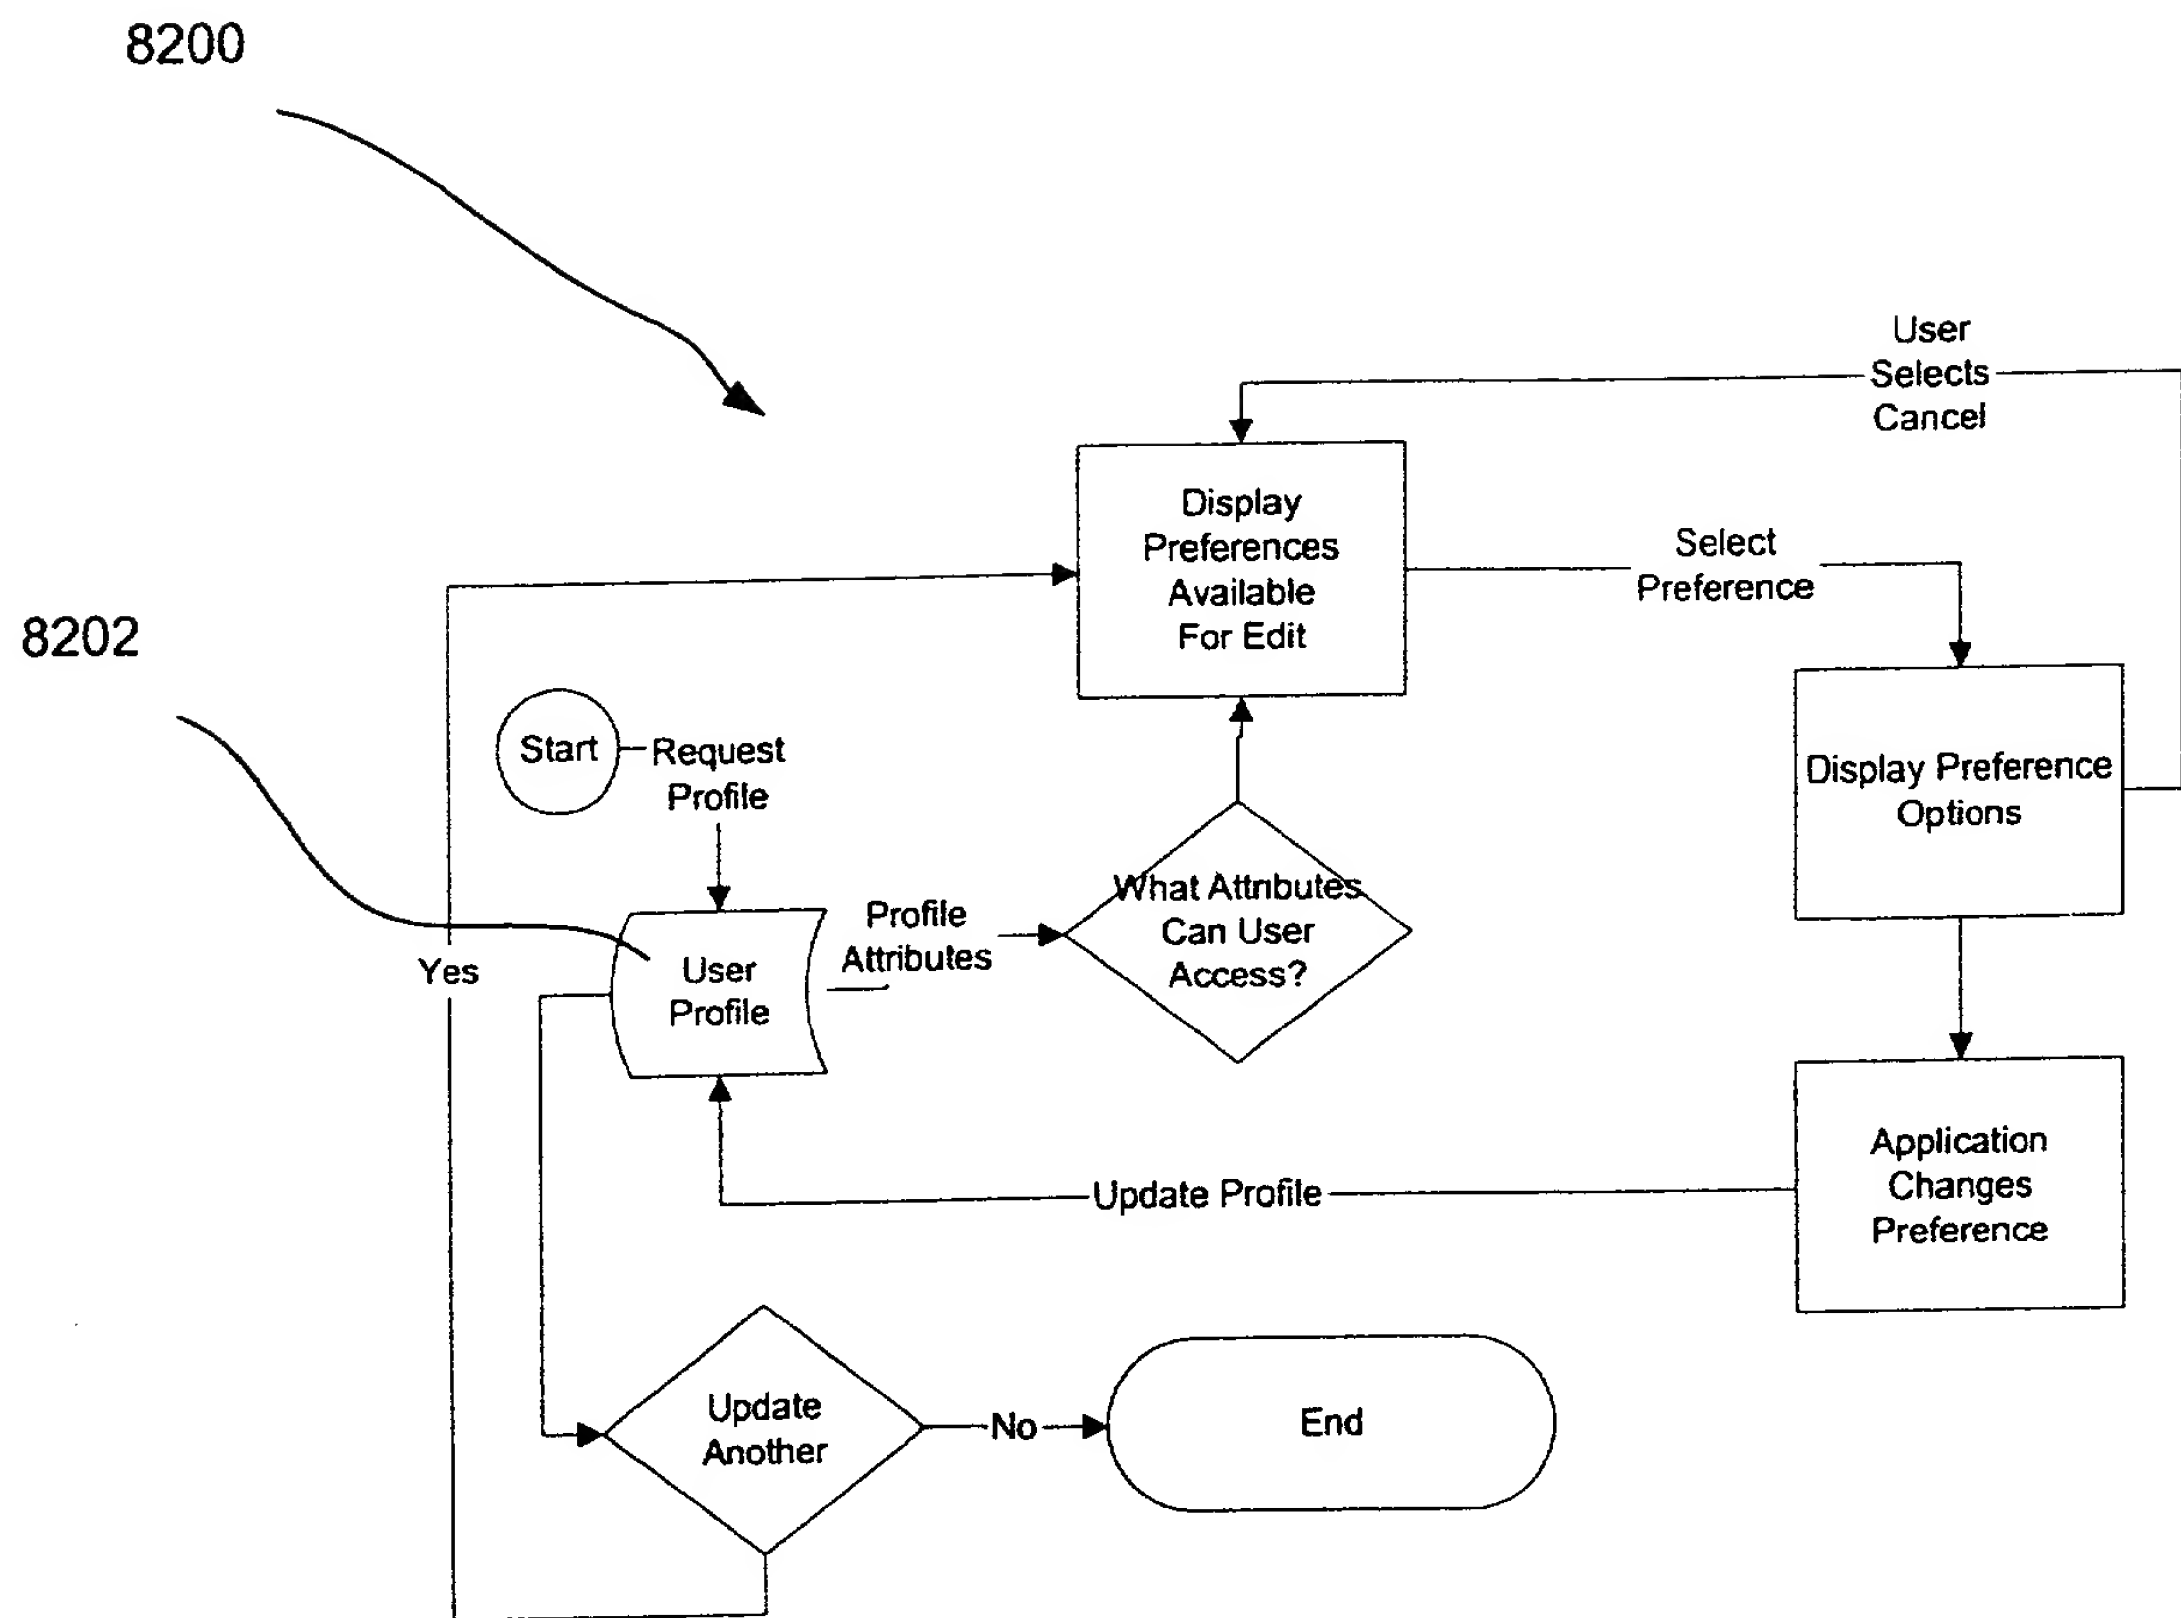 8200
User
Selects
Cancel
Display
Preferences
Available
For Edit
Select
Preference
8202
Start
Request
Profile
Display Preference
Options
What Attributes
Can User
Access?
Profile
Attributes
User
Profile
Yes
Application
Changes
Preference
Update Profile
Update
Another
No
End